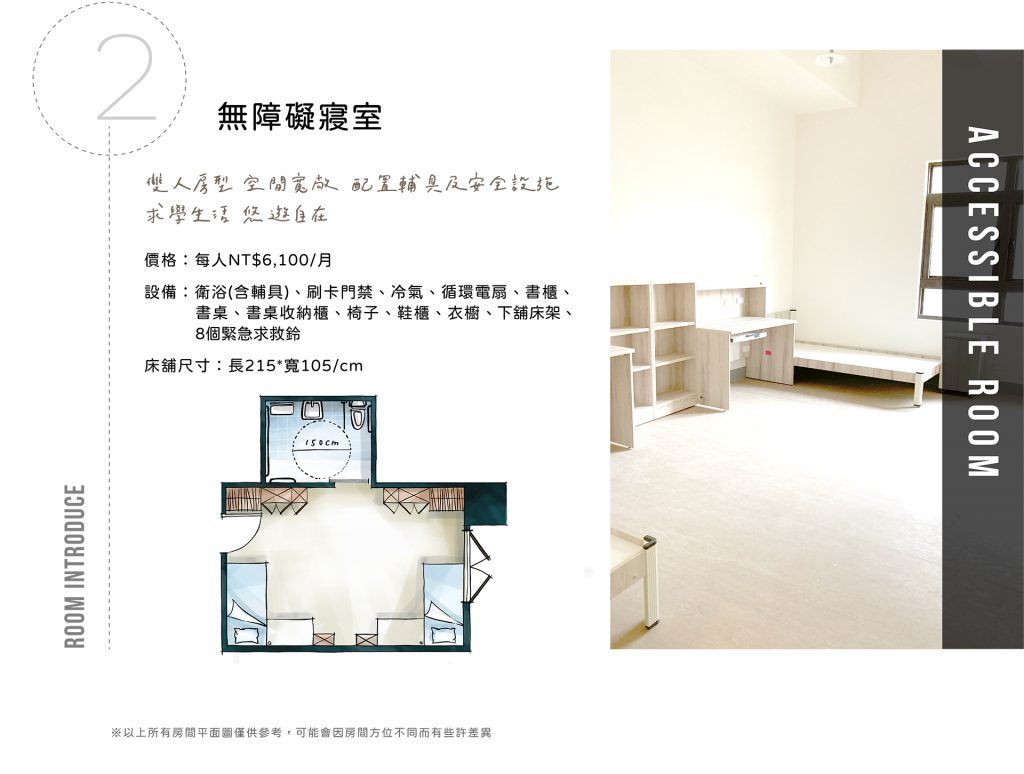 2
無障礙寢室
雙人房型 空間寬敞 配置輔具及安全設施
求學生活 悠遊自在
價格：每人NT$6,100/月
設備：衛浴(含輔具)、刷卡門禁、冷氣、循環電扇、書櫃、
書桌、書桌收納櫃、椅子、鞋櫃、衣櫥、下舖床架、
8個緊急求救鈴
床舖尺寸：長215*寬105/cm
150cm
ROOM INTRODUCE
ACCESSIBLE ROOM
※以上所有房間平面圖僅供參考，可能會因房間方位不同而有些許差異